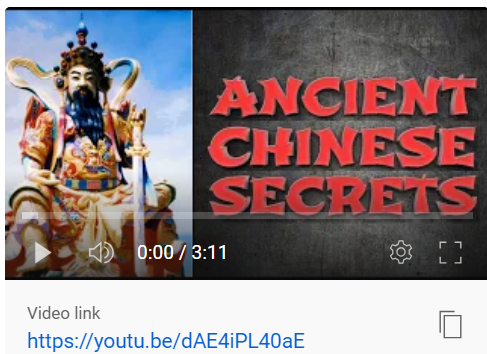 ANCIENT
CHINESE
SECRETS
0:00 / 3:11
Video link
https://youtu.be/dAE4iPL40aE